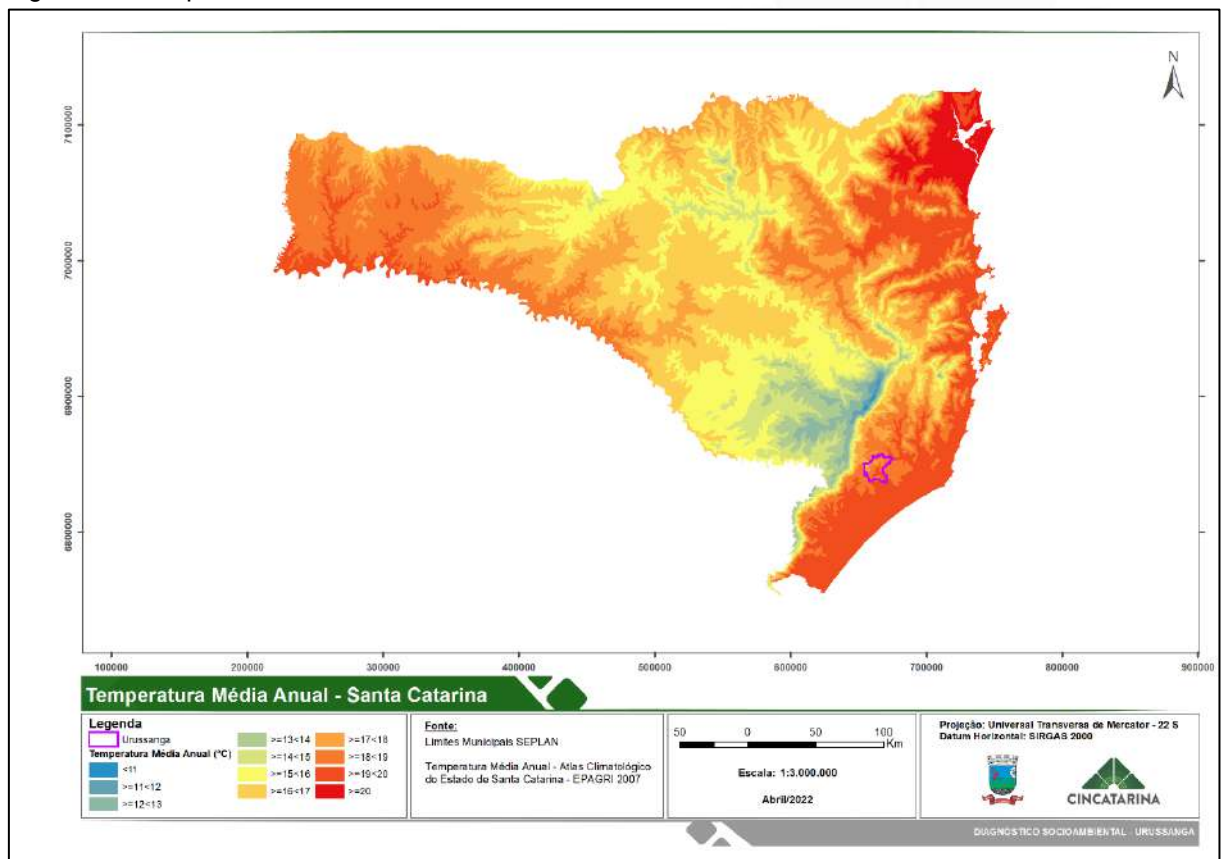 N
7100000
7000000
6900000
6800000
100000 200000 300000 400000 500000 600000 700000 800000 900000
Temperatura Média Anual - Santa Catarina
Legenda
Urussanga
Temperatura Média Anual (°C)
<11
>=11<12
>=12<13
>=13<14
>=14<15
>=15<16
>=16<17
>=17<18
>=18<19
>=19<20
>=20
Fonte:
Limites Municipais SEPLAN
Temperatura Média Anual - Atlas Climatológico
do Estado de Santa Catarina - EPAGRI 2007
50 0 50 100
Km
Escala: 1:3.000.000
Abril/2022
Projeção: Universal Transversa de Mercator - 22 S
Datum Horizontal: SIRGAS 2000
CINCATARINA
DIAGNÓSTICO SOCIOAMBIENTAL - URUSSANGA